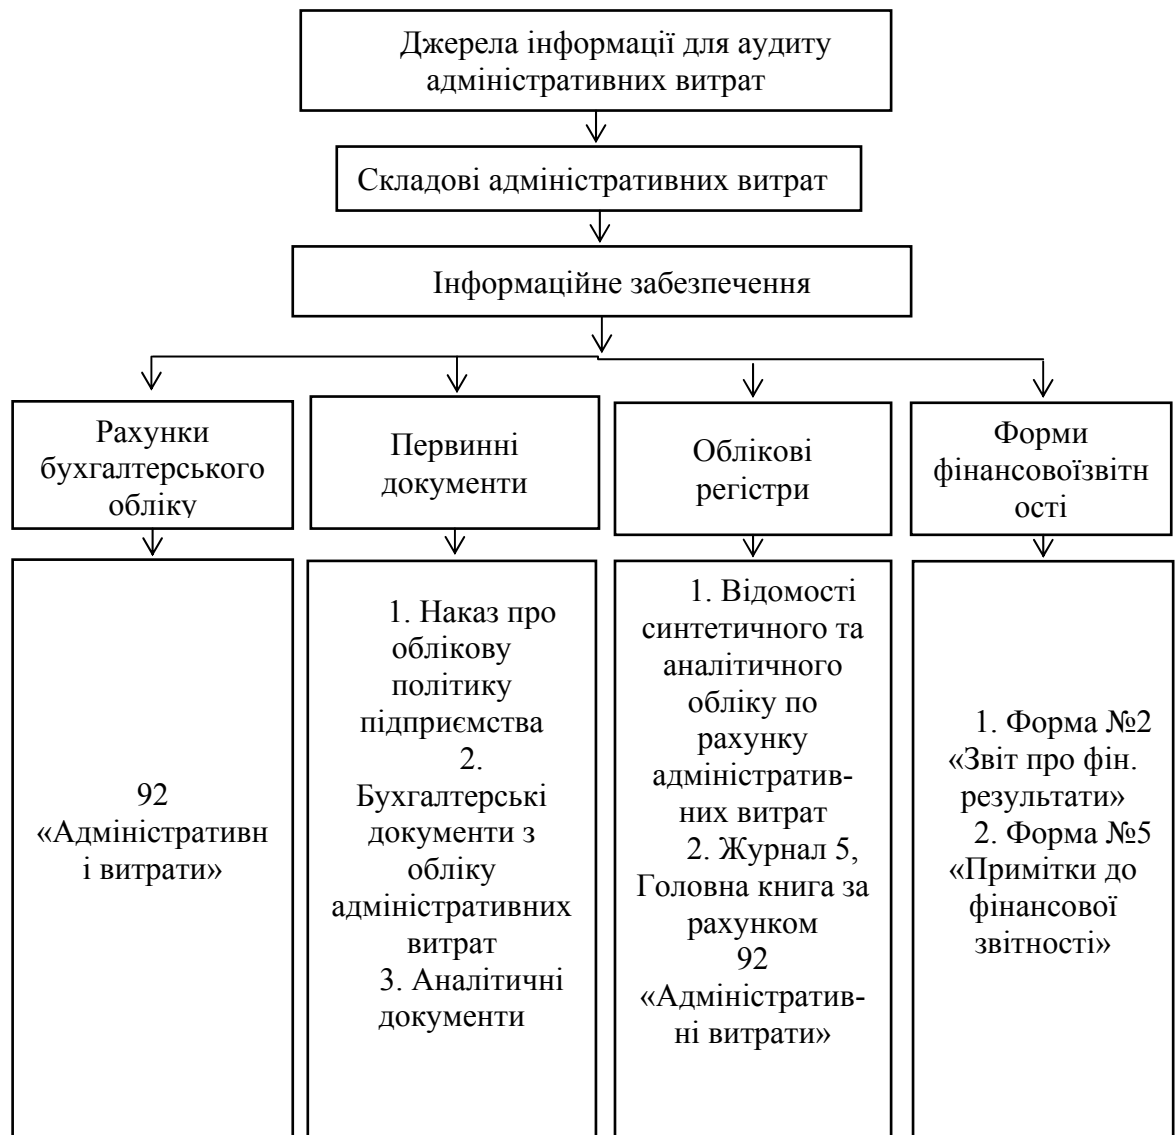 Джерела інформації для аудиту
адміністративних витрат
Складові адміністративних витрат
Інформаційне забезпечення
Рахунки
бухгалтерського
обліку
Первинні
документи
Облікові
регістри
Форми
фінансовоїзвітн
ості
92
«Адміністративн
і витрати»
1. Наказ про
облікову
політику
підприємства
2.
Бухгалтерські
документи з
обліку
адміністративних
витрат
3. Аналітичні
документи
1. Відомості
синтетичного та
аналітичного
обліку по
рахунку
адміністратив-
них витрат
2. Журнал 5,
Головна книга за
рахунком
92
«Адміністратив-
ні витрати»
1. Форма №2
«Звіт про фін.
результати»
2. Форма №5
«Примітки до
фінансової
звітності»